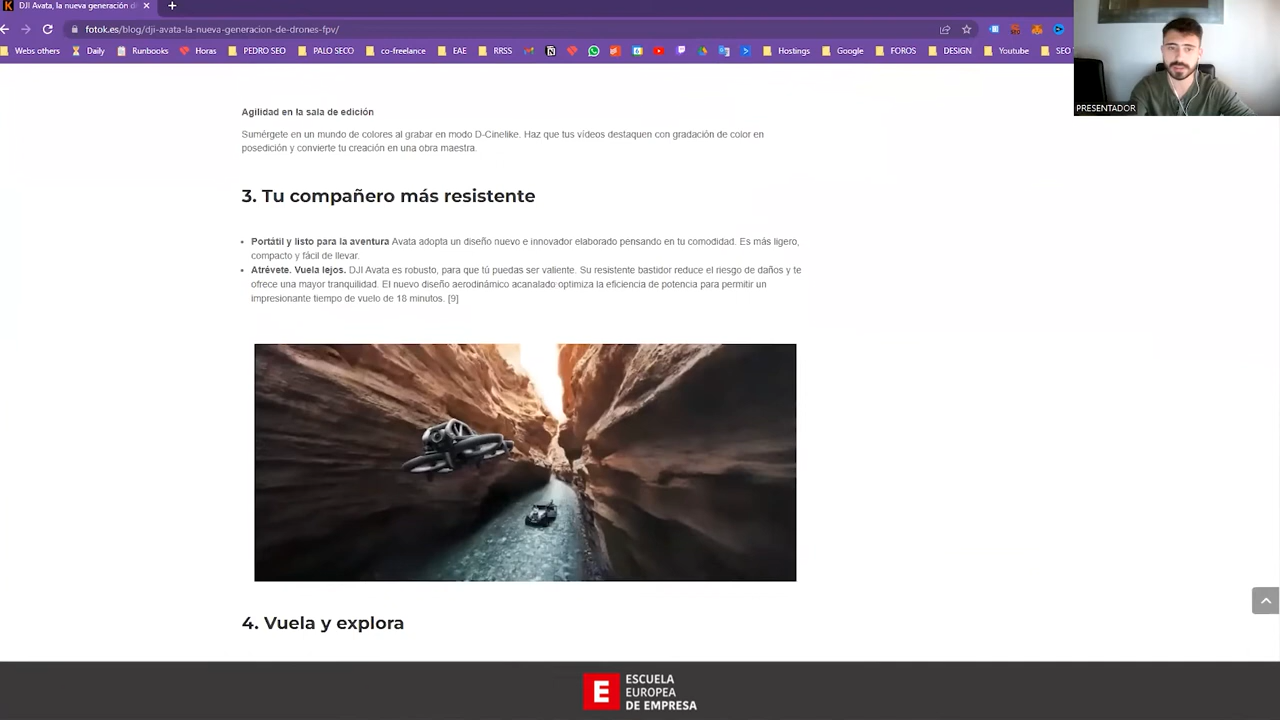 DJI Avata, la nueva generación d
fotok.es/blog/dji-avata-la-nueva-generacion-de-drones-fpv/
Webs others Daily Runbooks Horas PEDRO SEO PALO SECO co-freelance EAE RRSS Hostings Google FOROS DESIGN Youtube SEO
PRESENTADOR
Agilidad en la sala de edición
Sumérgete en un mundo de colores al grabar en modo D-Cinelike. Haz que tus vídeos destaquen con gradación de color en
posedición y convierte tu creación en una obra maestra.
3. Tu compañero más resistente
Portátil y listo para la aventura Avata adopta un diseño nuevo e innovador elaborado pensando en tu comodidad. Es más ligero,
compacto y fácil de llevar.
Atrévete. Vuela lejos. DJI Avata es robusto, para que tú puedas ser valiente. Su resistente bastidor reduce el riesgo de daños y te
ofrece una mayor tranquilidad. El nuevo diseño aerodinámico acanalado optimiza la eficiencia de potencia para permitir un
impresionante tiempo de vuelo de 18 minutos. [9]
4. Vuela y explora
E
ESCUELA
EUROPEA
DE EMPRESA